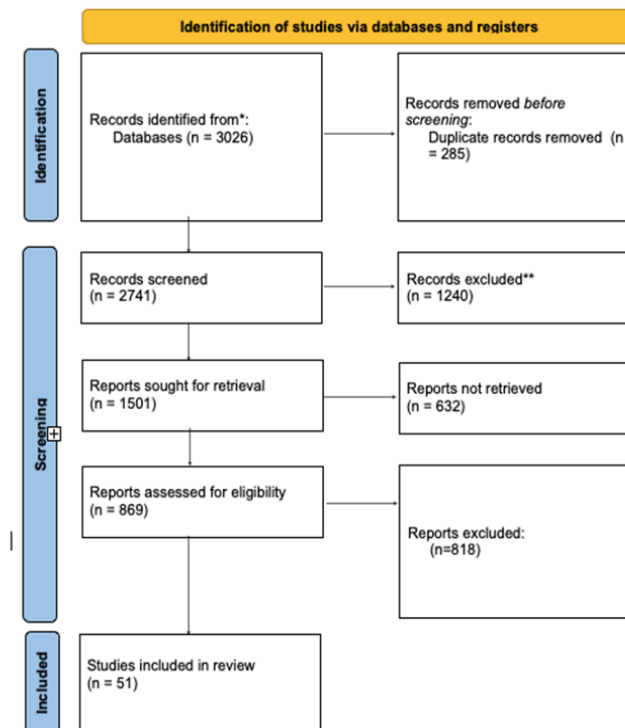 Identification of studies via databases and registers
Identification
Records identified from*:
Databases (n = 3026)
Records removed before
screening:
Duplicate records removed (n
= 285)
Screening
Records screened
(n = 2741)
Records excluded**
(n = 1240)
Reports sought for retrieval
(n = 1501)
Reports not retrieved
(n = 632)
Reports assessed for eligibility
(n = 869)
Reports excluded:
(n=818)
Included
Studies included in review
(n = 51)